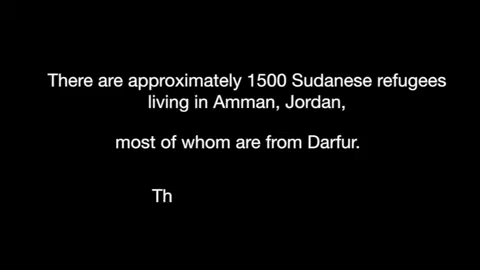 There are approximately 1500 Sudanese refugees
living in Amman, Jordan,
most of whom are from Darfur.
Th